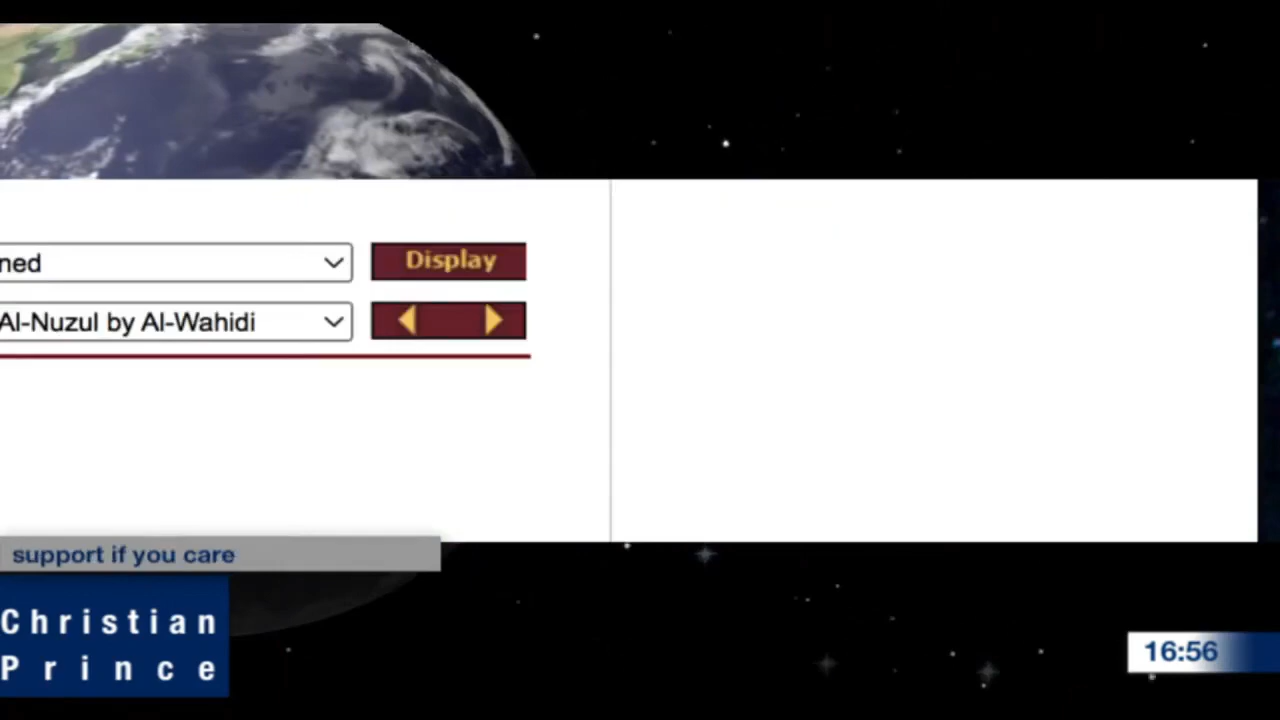 ned
Display
Al-Nuzul by Al-Wahidi
support if you care
Christian
Prince
16:56